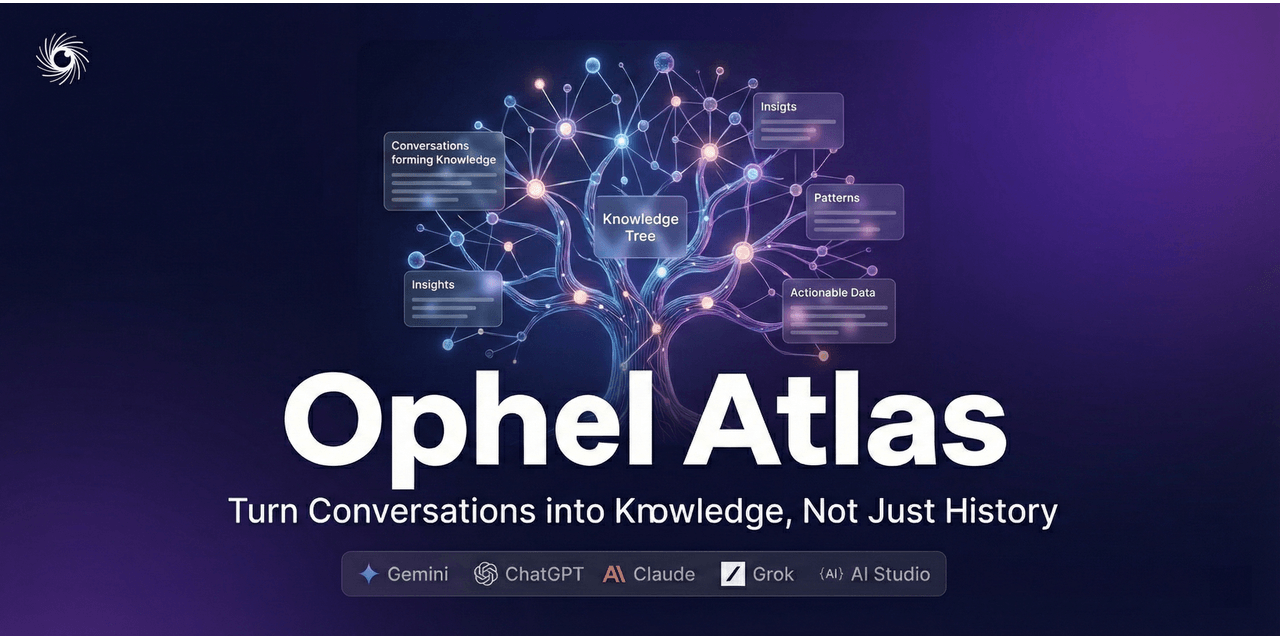 Insigts
Conversations
forming Knowledge
Patterns
Knowledge
Tree
Insights
Actionable Data
Ophel Atlas
Turn Conversations into Knowledge, Not Just History
Gemini ChatGPT Claude Grok {AI} AI Studio